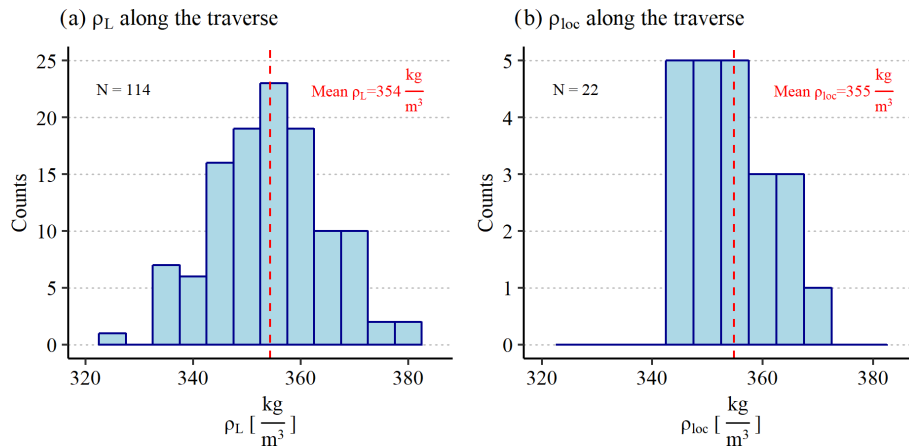 (a) ρL along the traverse
25
20
15
10
5
0
Counts
N = 114
Mean ρL=354 kg/m³
320 340 360 380
ρL [ kg/m³ ]
(b) ρloc along the traverse
5
4
3
2
1
0
Counts
N = 22
Mean ρloc=355 kg/m³
320 340 360 380
ρloc [ kg/m³ ]